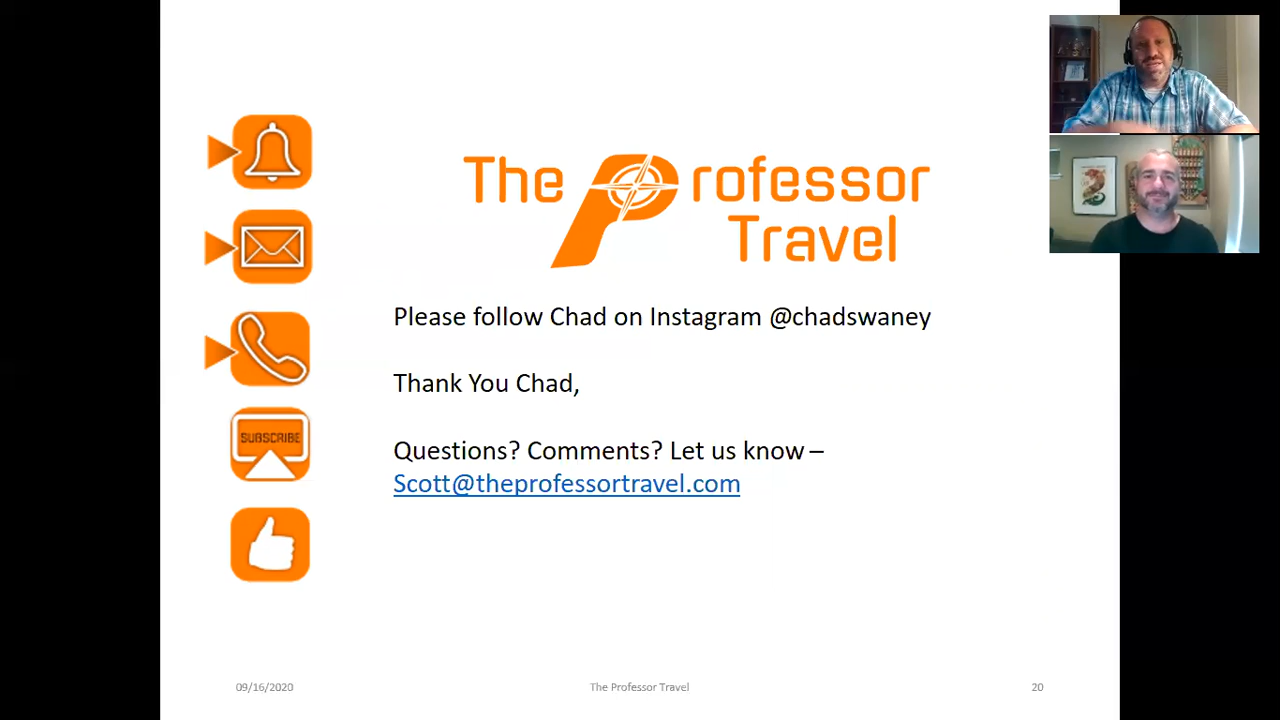 The Professor
Travel
Please follow Chad on Instagram @chadswaney
Thank You Chad,
Questions? Comments? Let us know –
Scott@theprofessortravel.com
SUBSCRIBE
09/16/2020
The Professor Travel
20